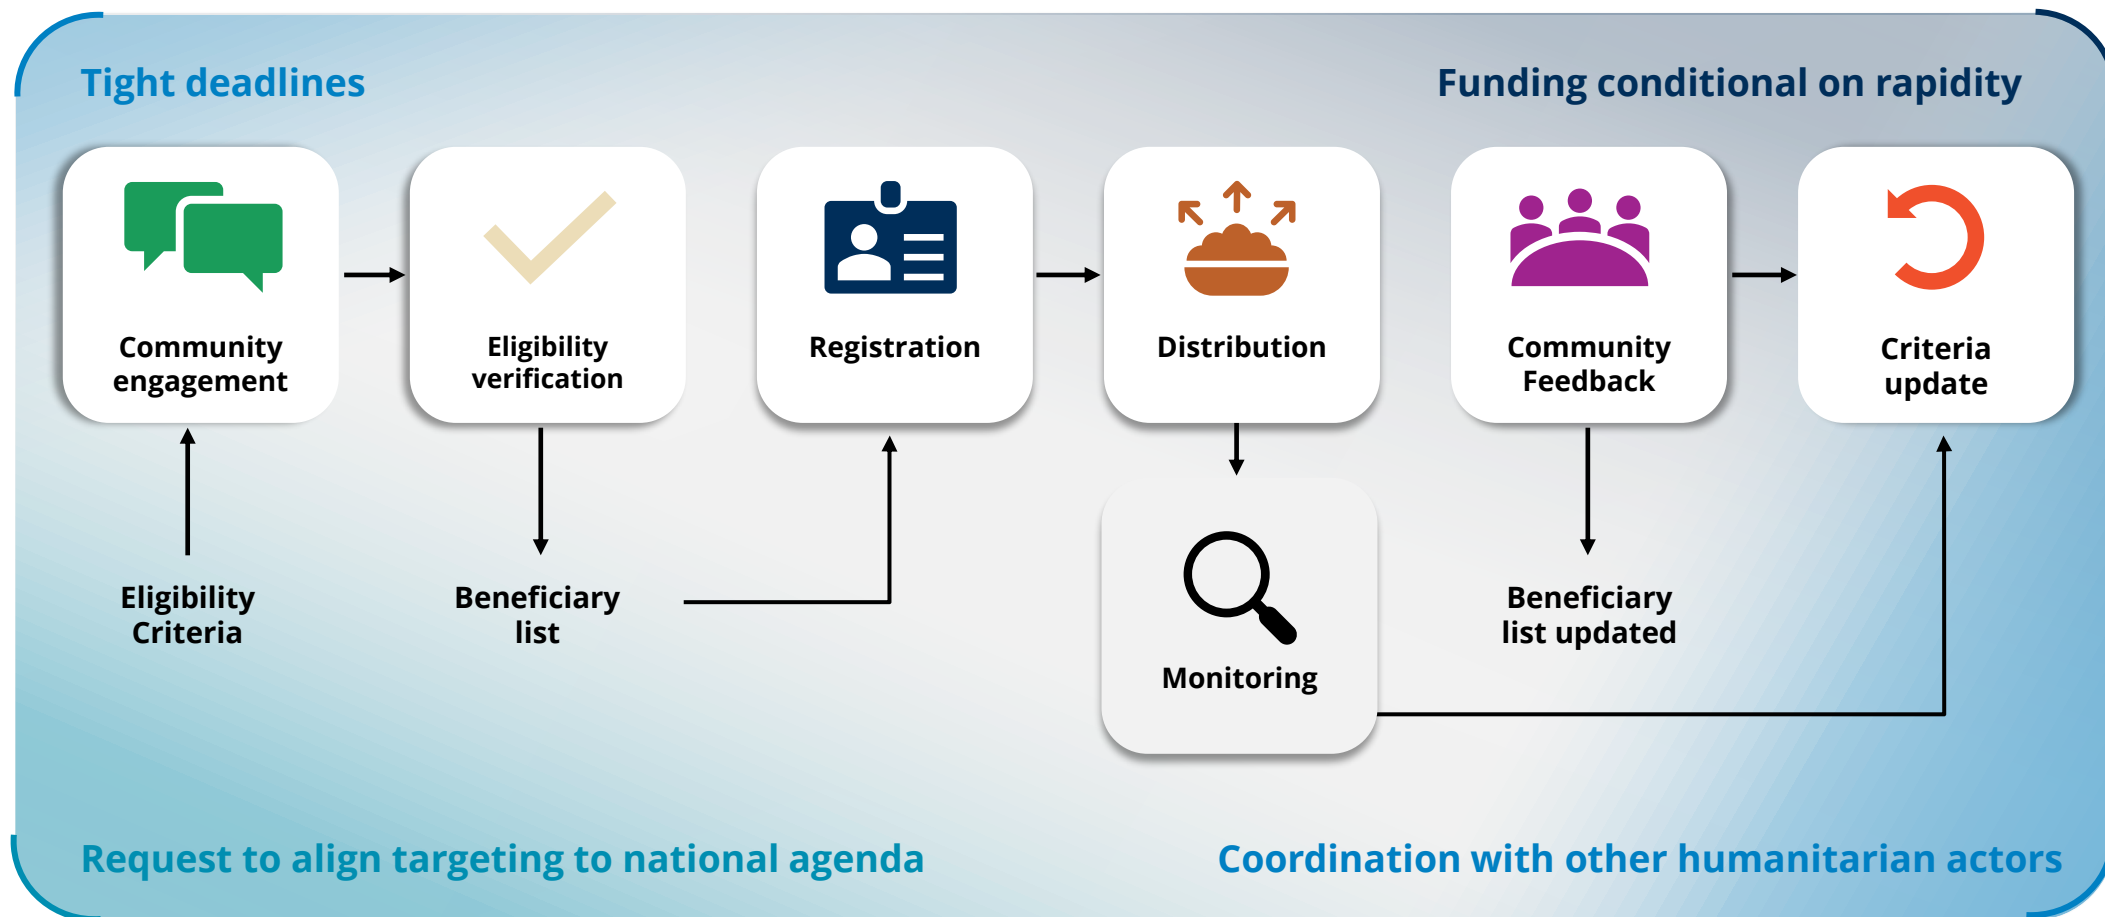 Tight deadlines
Funding conditional on rapidity
Community
engagement
Eligibility
verification
Registration
Distribution
Community
Feedback
Criteria
update
Eligibility
Criteria
Beneficiary
list
Monitoring
Beneficiary
list updated
Request to align targeting to national agenda
Coordination with other humanitarian actors